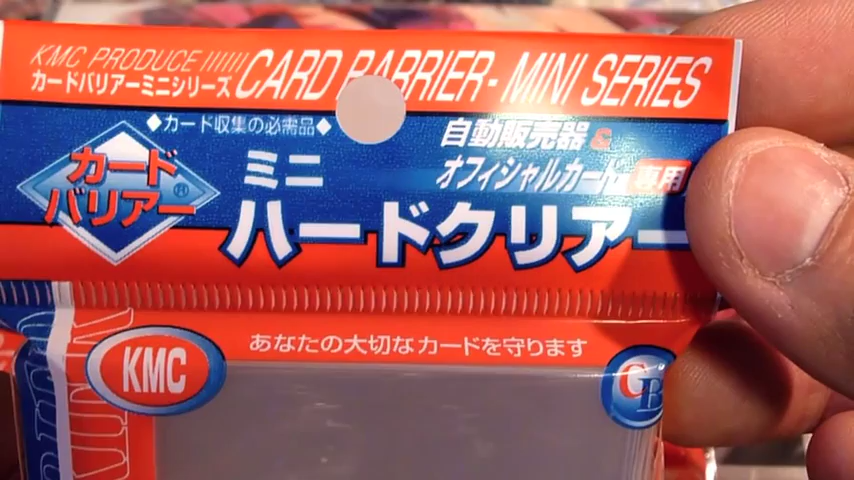 KMC PRODUCE
CARD BARRIER- MINI SERIES
カードバリアーミニシリーズ
◆カード収集の必需品◆
自動販売器&
オフィシャルカード専用
カード
バリアー®
ミニ
ハードクリアー
KMC
あなたの大切なカードを守ります
CB